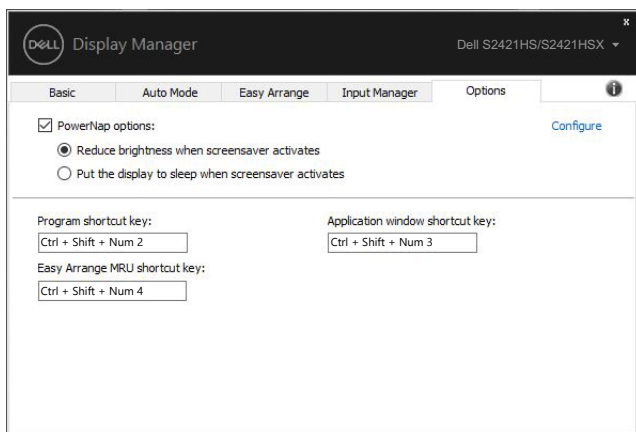 x
DELL Display Manager Dell S2421HS/S2421HSX
Basic Auto Mode Easy Arrange Input Manager Options i
PowerNap options: Configure
Reduce brightness when screensaver activates
Put the display to sleep when screensaver activates
Program shortcut key: Application window shortcut key:
Ctrl + Shift + Num 2 Ctrl + Shift + Num 3
Easy Arrange MRU shortcut key:
Ctrl + Shift + Num 4